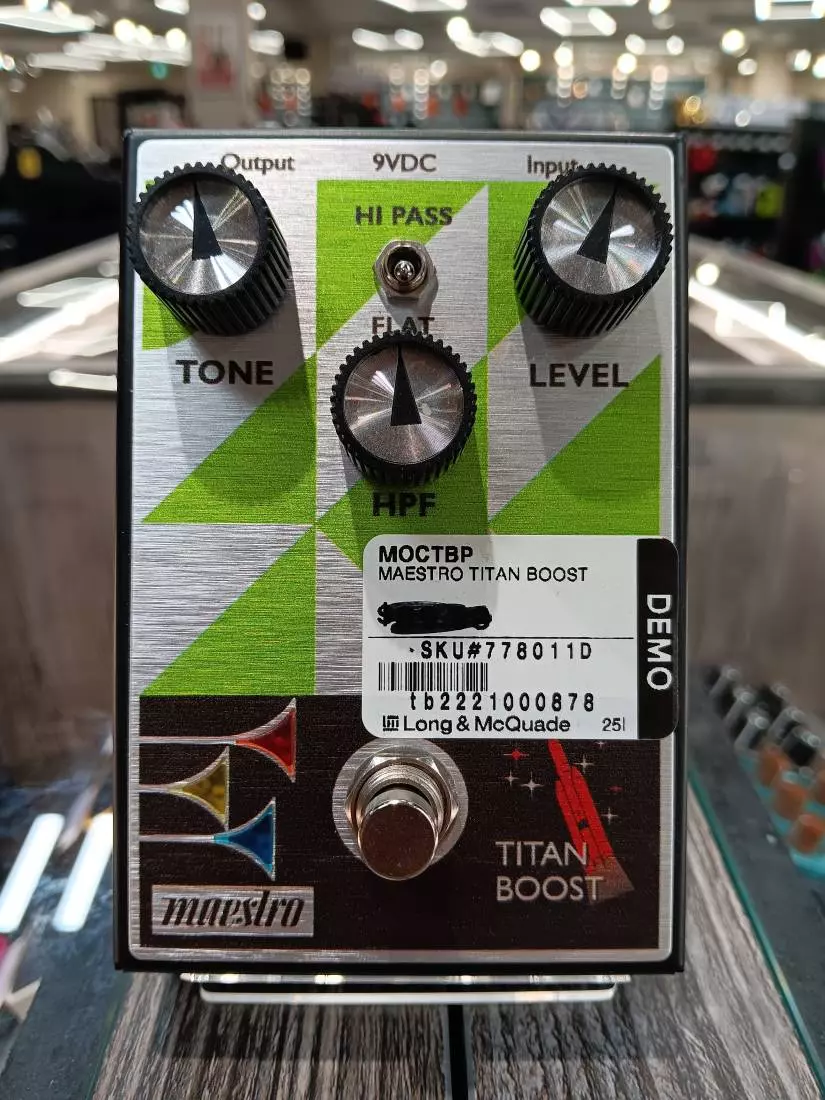 Output 9VDC Input
HI PASS
FLAT
TONE
LEVEL
HPF
MOCTBP
MAESTRO TITAN BOOST
SKU#778011D
tb2221000878
Long & McQuade 25|
DEMO
TITAN
BOOST
maestro